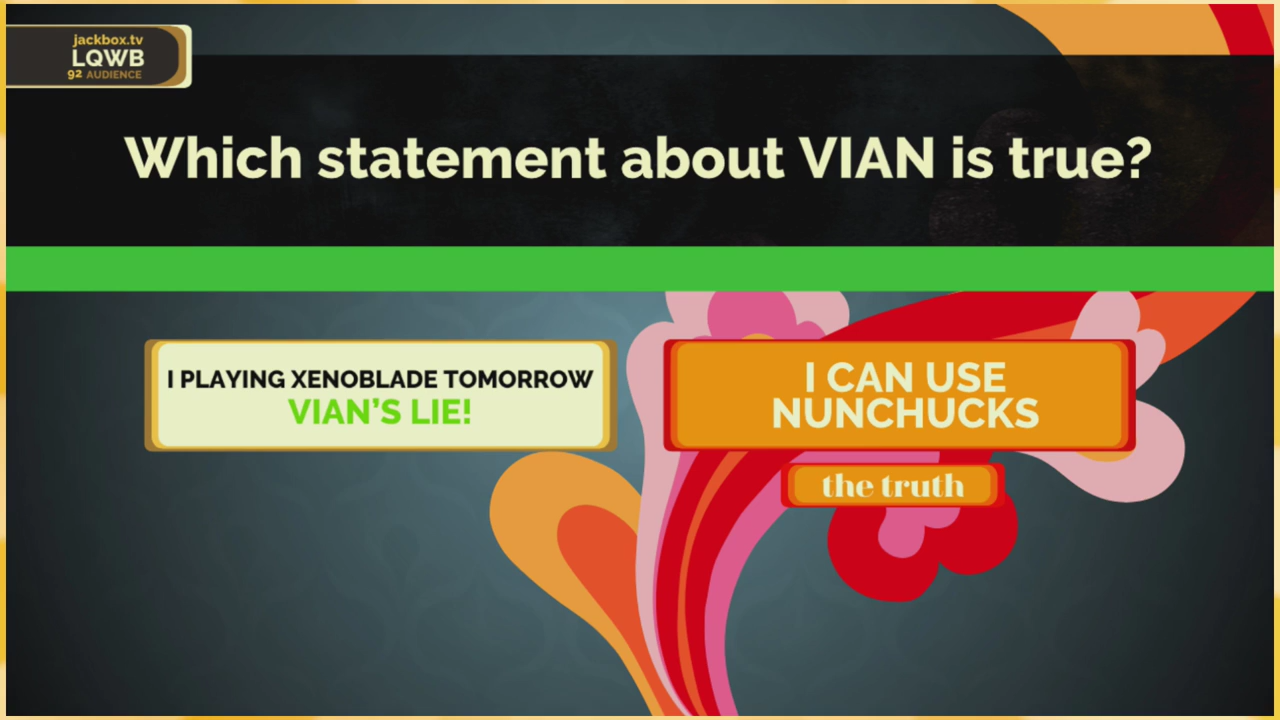 jackbox.tv
LQWB
92 AUDIENCE
Which statement about VIAN is true?
I PLAYING XENOBLADE TOMORROW
VIAN'S LIE!
I CAN USE
NUNCHUCKS
the truth